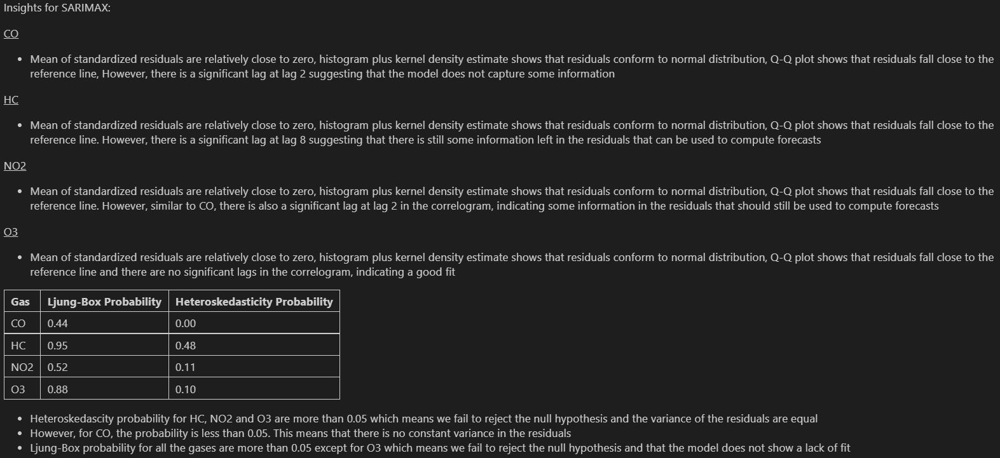 Insights for SARIMAX:
CO
• Mean of standardized residuals are relatively close to zero, histogram plus kernel density estimate shows that residuals conform to normal distribution, Q-Q plot shows that residuals fall close to the
reference line, However, there is a significant lag at lag 2 suggesting that the model does not capture some information
HC
• Mean of standardized residuals are relatively close to zero, histogram plus kernel density estimate shows that residuals conform to normal distribution, Q-Q plot shows that residuals fall close to the
reference line. However, there is a significant lag at lag 8 suggesting that there is still some information left in the residuals that can be used to compute forecasts
NO2
• Mean of standardized residuals are relatively close to zero, histogram plus kernel density estimate shows that residuals conform to normal distribution, Q-Q plot shows that residuals fall close to the
reference line. However, similar to CO, there is also a significant lag at lag 2 in the correlogram, indicating some information in the residuals that should still be used to compute forecasts
O3
• Mean of standardized residuals are relatively close to zero, histogram plus kernel density estimate shows that residuals conform to normal distribution, Q-Q plot shows that residuals fall close to the
reference line and there are no significant lags in the correlogram, indicating a good fit
Gas Ljung-Box Probability Heteroskedasticity Probability
CO 0.44 0.00
HC 0.95 0.48
NO2 0.52 0.11
O3 0.88 0.10
• Heteroskedascity probability for HC, NO2 and O3 are more than 0.05 which means we fail to reject the null hypothesis and the variance of the residuals are equal
• However, for CO, the probability is less than 0.05. This means that there is no constant variance in the residuals
• Ljung-Box probability for all the gases are more than 0.05 except for O3 which means we fail to reject the null hypothesis and that the model does not show a lack of fit